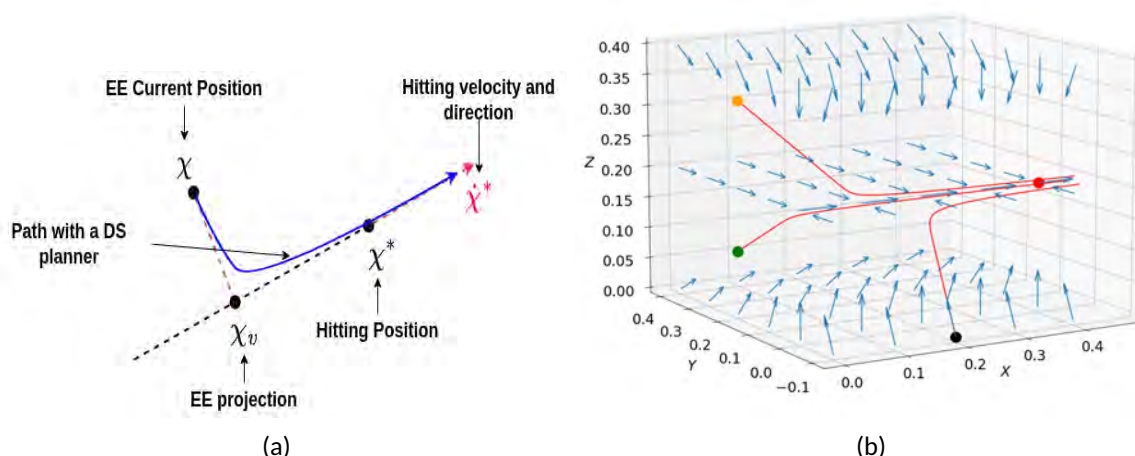 EE Current Position
Hitting velocity and
direction
χ
χ̇*
Path with a DS
planner
χ*
Hitting Position
χᵥ
EE projection
(a)
0.40
0.35
0.30
0.25
Z
0.20
0.15
0.10
0.05
0.00
0.4
0.3
0.2
Y
0.1
0.0
−0.1
0.0
0.1
0.2
X
0.3
0.4
(b)